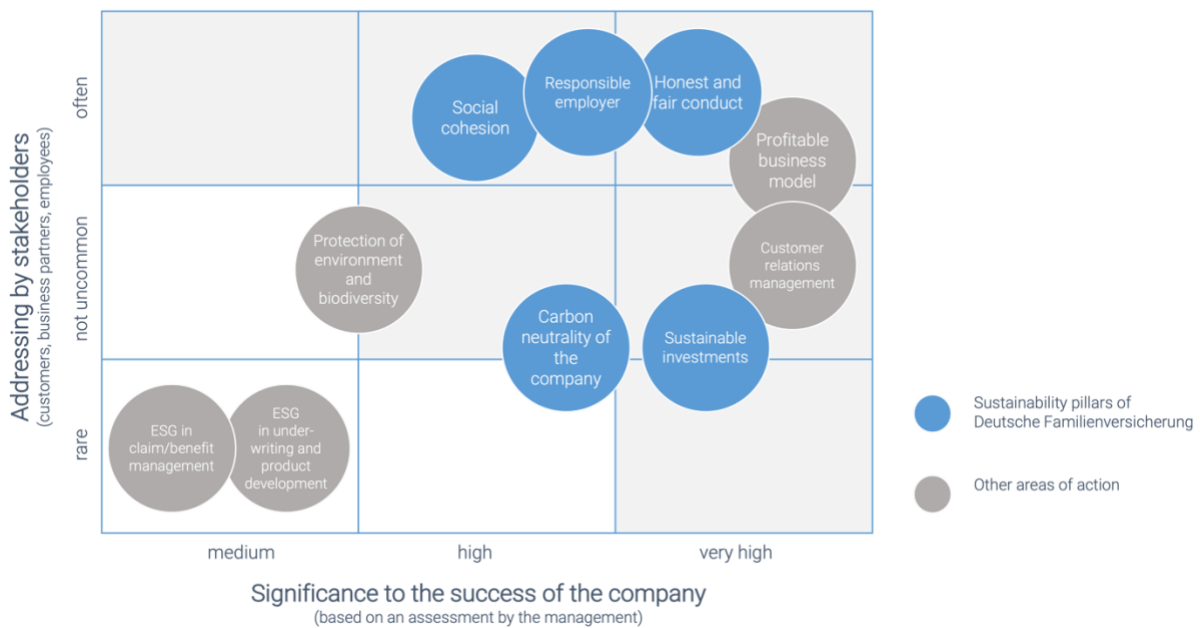 Addressing by stakeholders
(customers, business partners, employees)
often
not uncommon
rare
Social
cohesion
Responsible
employer
Honest and
fair conduct
Profitable
business
model
Protection of
environment
and
biodiversity
Customer
relations
management
Carbon
neutrality of
the
company
Sustainable
investments
ESG in
claim/benefit
management
ESG
in under-
writing and
product
development
medium
high
very high
Significance to the success of the company
(based on an assessment by the management)
Sustainability pillars of
Deutsche Familienversicherung
Other areas of action